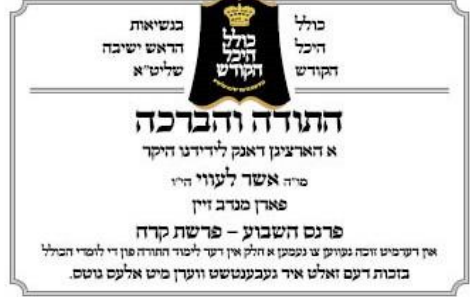 כולל
היכל
הקודש
כולל
היכל
הקודש
בנשיאות
הראש ישיבה
שליט"א
התודה והברכה
א הארציגן דאנק לידידנו היקר
מו"ה אשר לעווי הי"ו
פארן מנדב זיין
פרנס השבוע – פרשת קרח
און דערמיט זוכה געווען צו נעמען א חלק אין דער לימוד התורה פון די לומדי הכולל
בזכות דעם זאלט איר געבענטשט ווערן מיט אלעס גוטס.